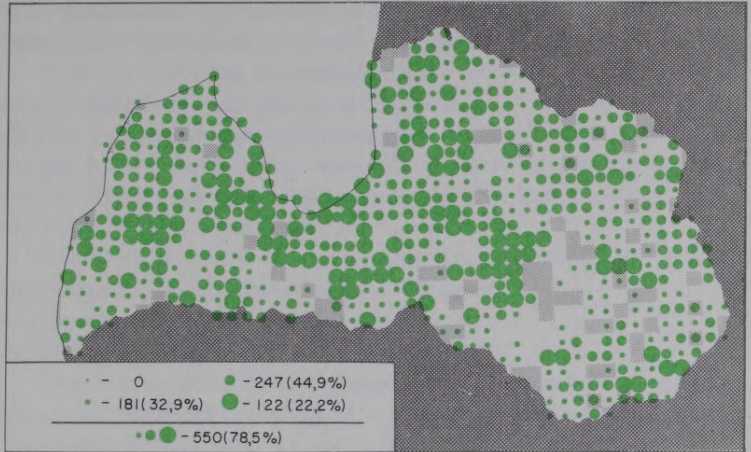 - 0 - 247 (44,9%)
- 181 (32,9%) - 122 (22,2%)
- 550 (78,5%)